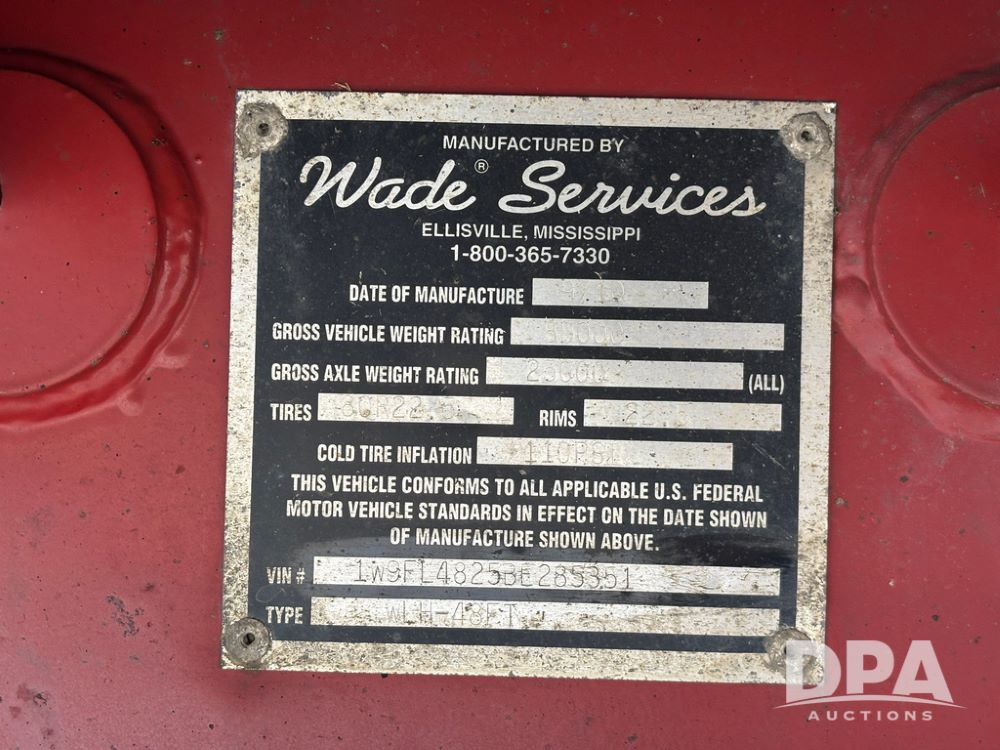 MANUFACTURED BY
Wade® Services
ELLISVILLE, MISSISSIPPI
1-800-365-7330
DATE OF MANUFACTURE
GROSS VEHICLE WEIGHT RATING
GROSS AXLE WEIGHT RATING (ALL)
TIRES RIMS
COLD TIRE INFLATION 110PSI
THIS VEHICLE CONFORMS TO ALL APPLICABLE U.S. FEDERAL
MOTOR VEHICLE STANDARDS IN EFFECT ON THE DATE SHOWN
OF MANUFACTURE SHOWN ABOVE.
VIN #
TYPE WLH-48FT
DPA
AUCTIONS